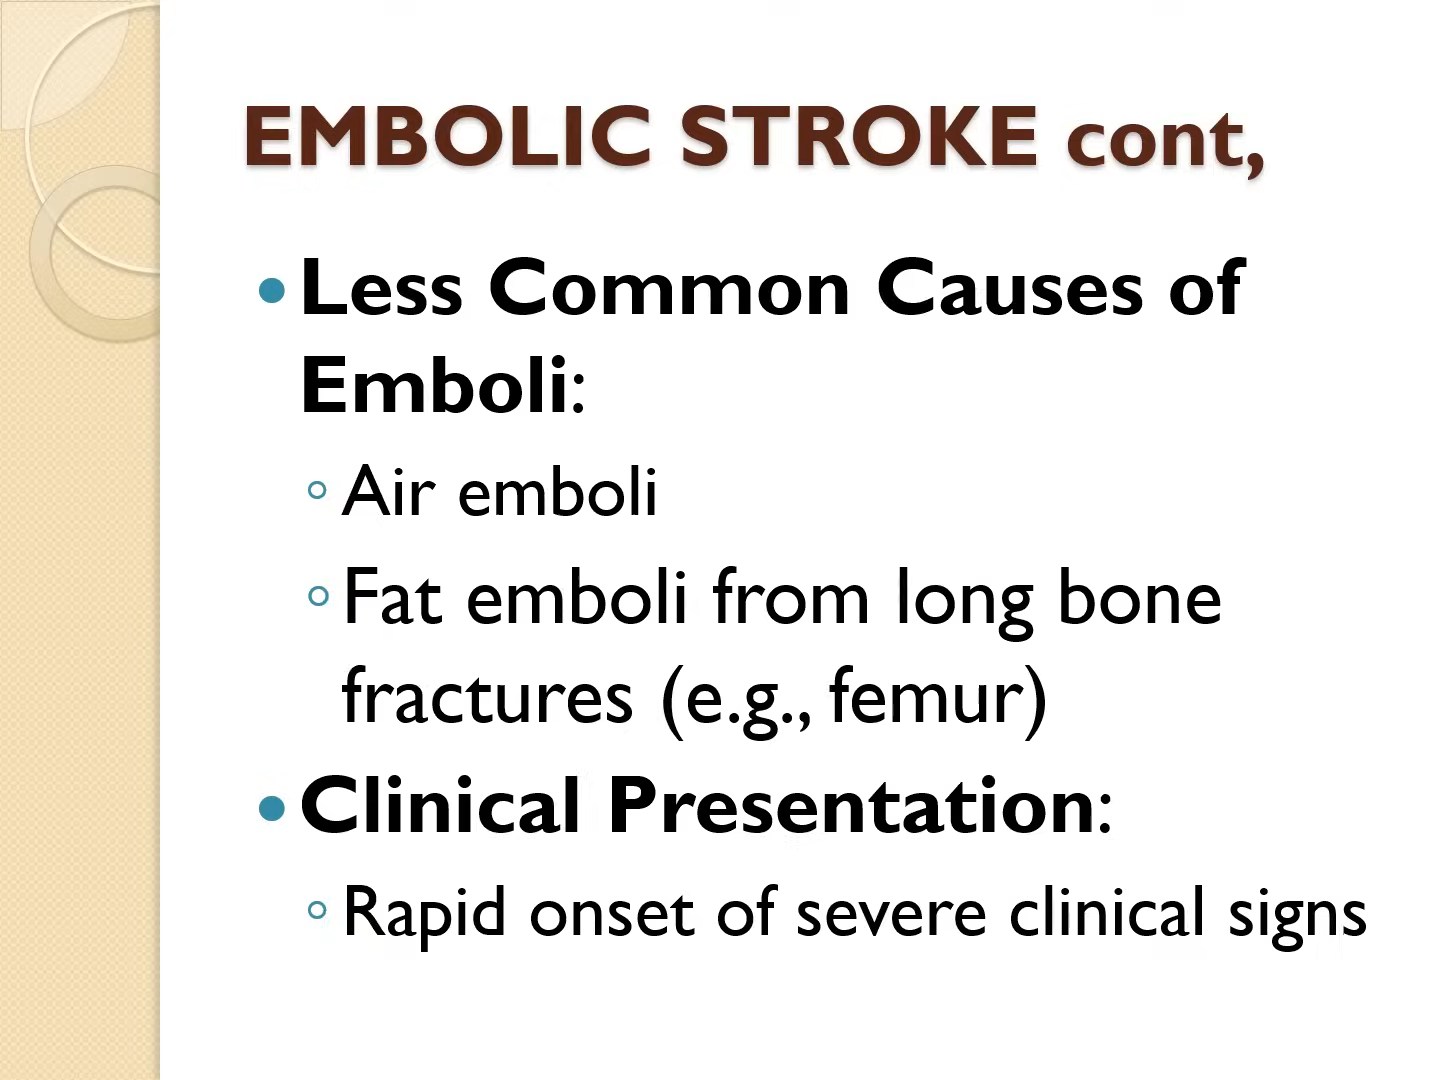 EMBOLIC STROKE cont,
• Less Common Causes of
Emboli:
◦ Air emboli
◦ Fat emboli from long bone
fractures (e.g., femur)
• Clinical Presentation:
◦ Rapid onset of severe clinical signs